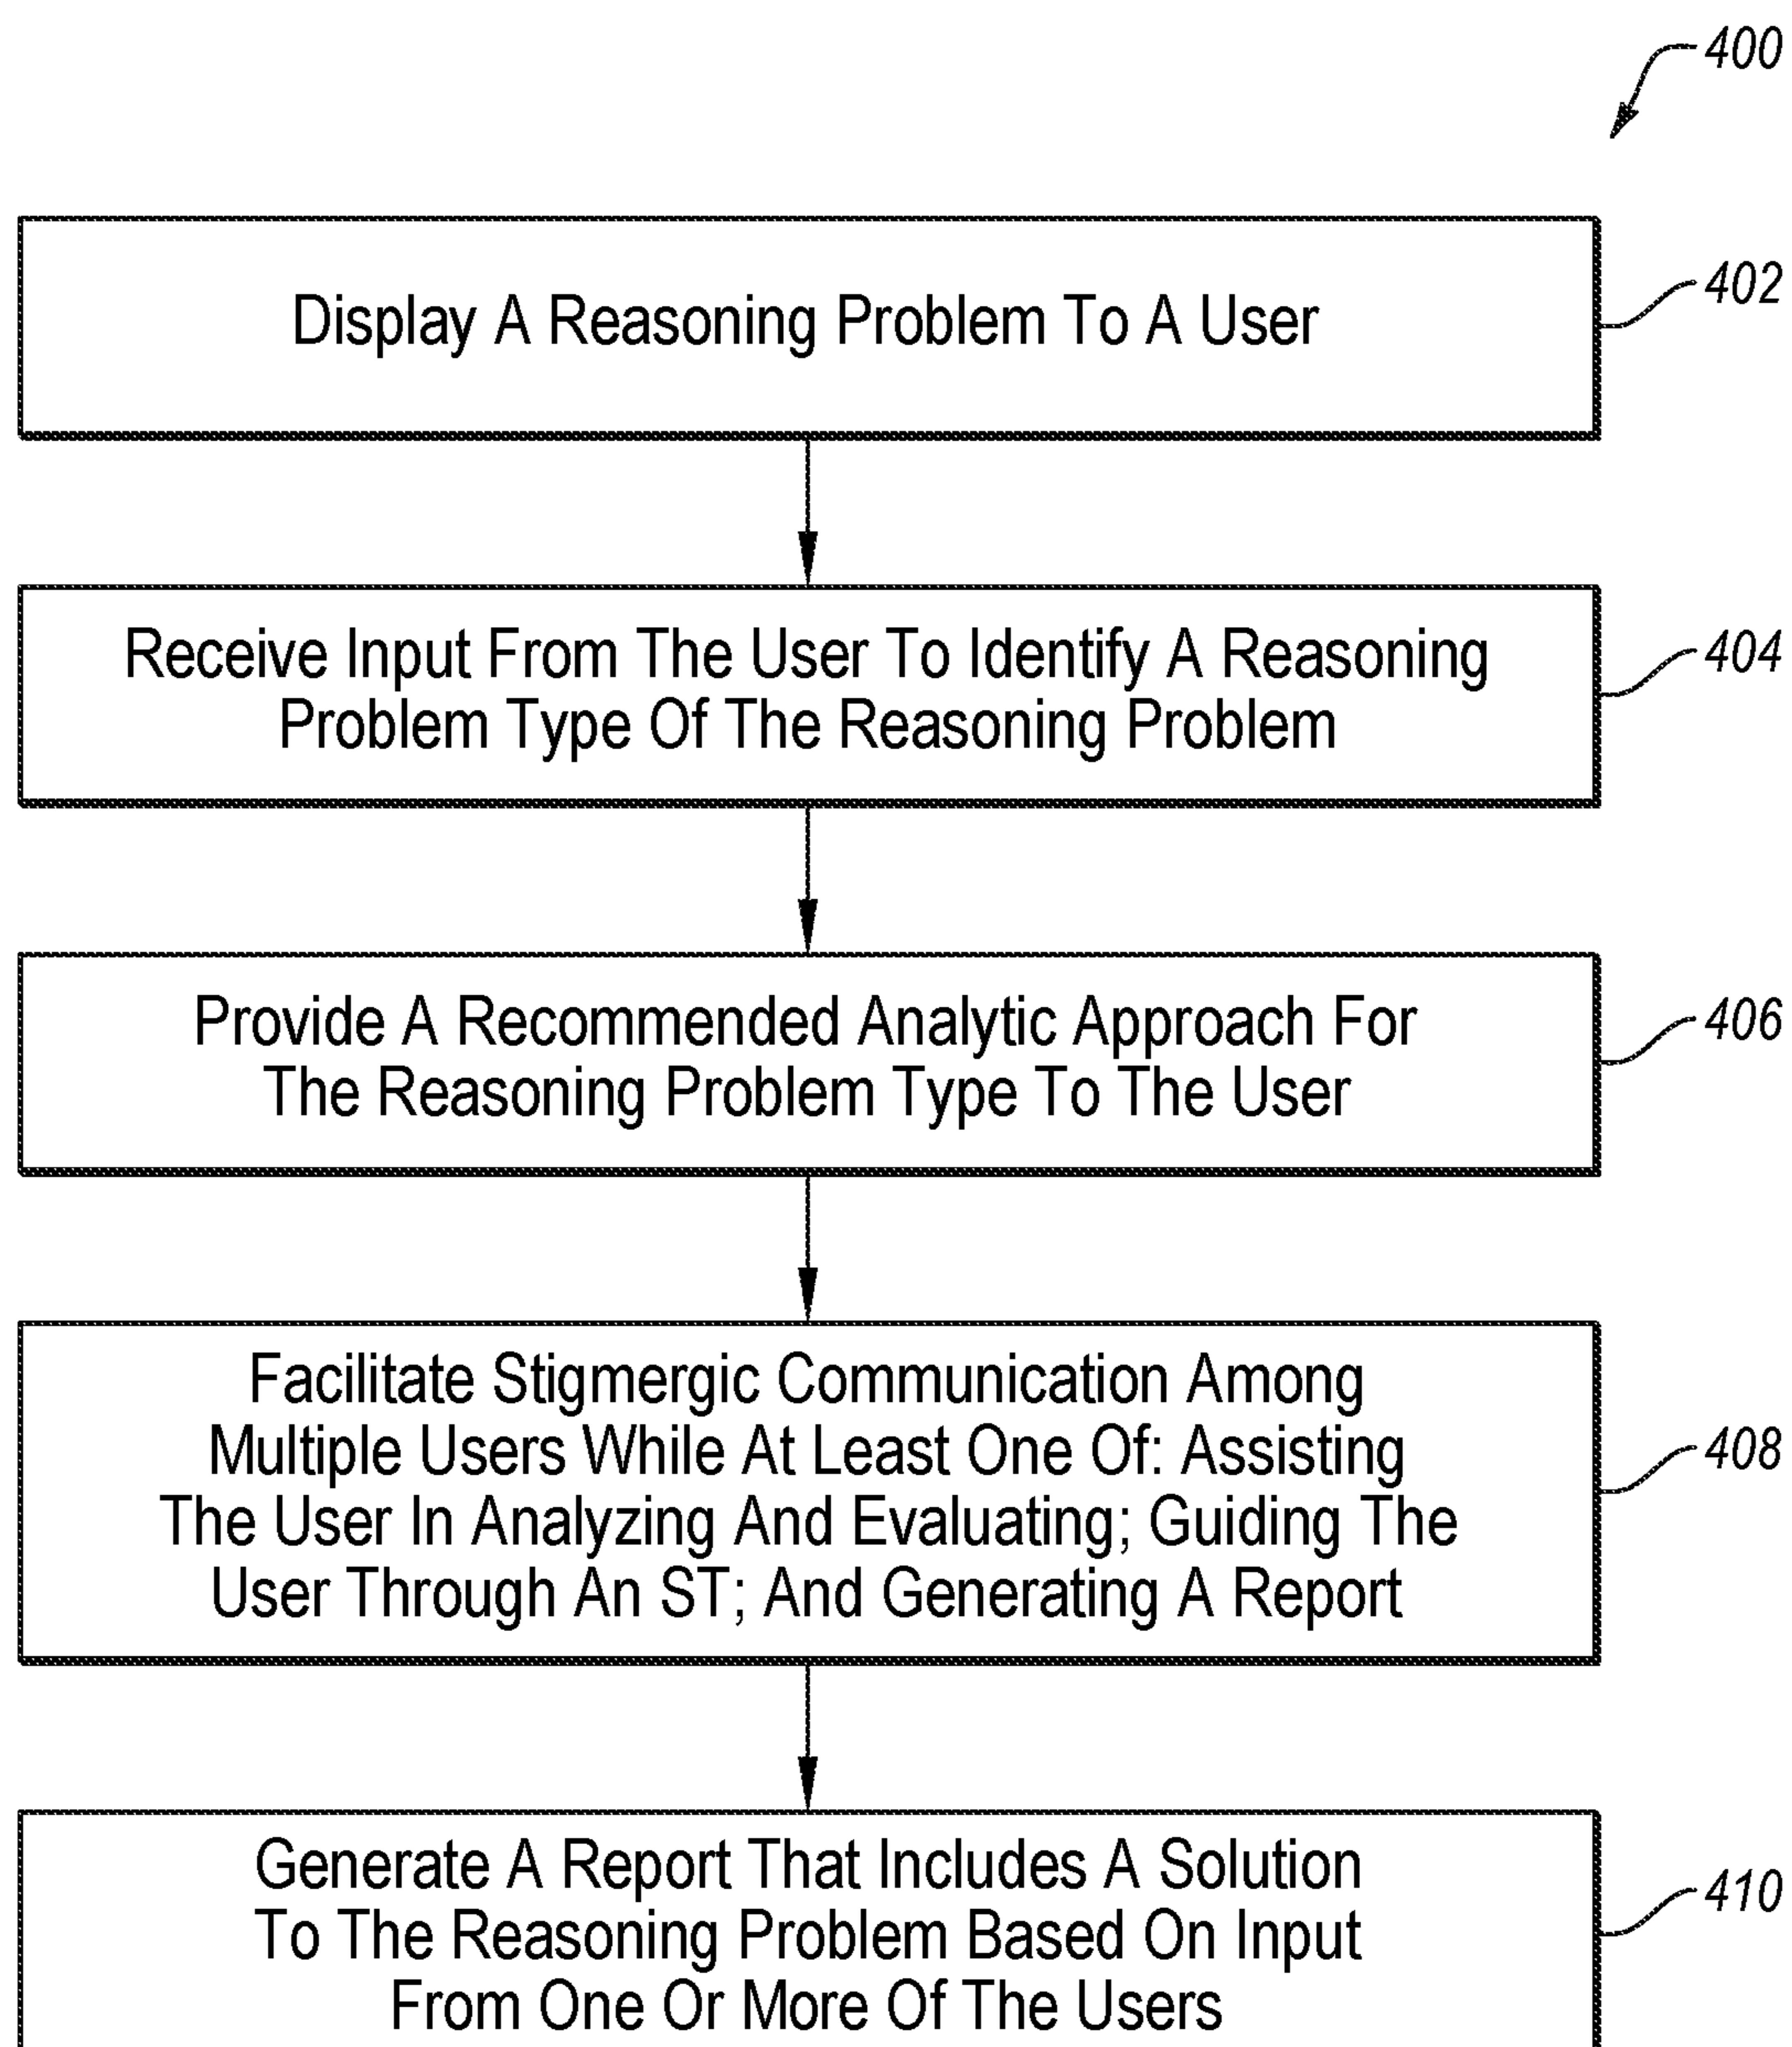 400
Display A Reasoning Problem To A User
402
Receive Input From The User To Identify A Reasoning
Problem Type Of The Reasoning Problem
404
Provide A Recommended Analytic Approach For
The Reasoning Problem Type To The User
406
Facilitate Stigmergic Communication Among
Multiple Users While At Least One Of: Assisting
The User In Analyzing And Evaluating; Guiding The
User Through An ST; And Generating A Report
408
Generate A Report That Includes A Solution
To The Reasoning Problem Based On Input
From One Or More Of The Users
410